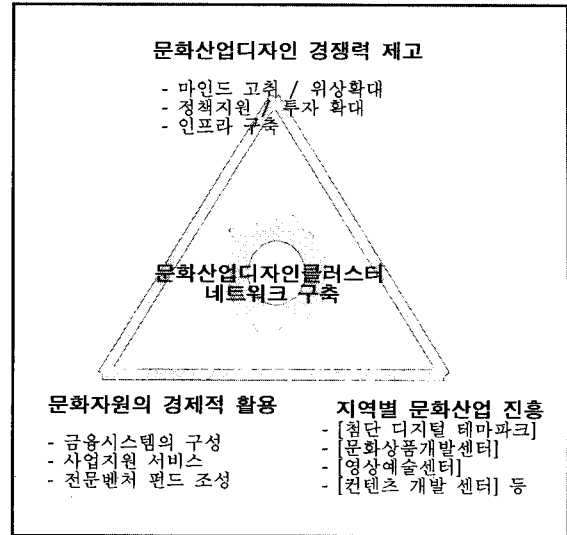 문화산업디자인 경쟁력 제고
- 마인드 고취 / 위상확대
- 정책지원 / 투자 확대
- 인프라 구축
문화산업디자인클러스터
네트워크 구축
문화자원의 경제적 활용
- 금융시스템의 구성
- 사업지원 서비스
- 전문벤처 펀드 조성
지역별 문화산업 진흥
- [첨단 디지털 테마파크]
- [문화상품개발센터]
- [영상예술센터]
- [컨텐츠 개발 센터] 등